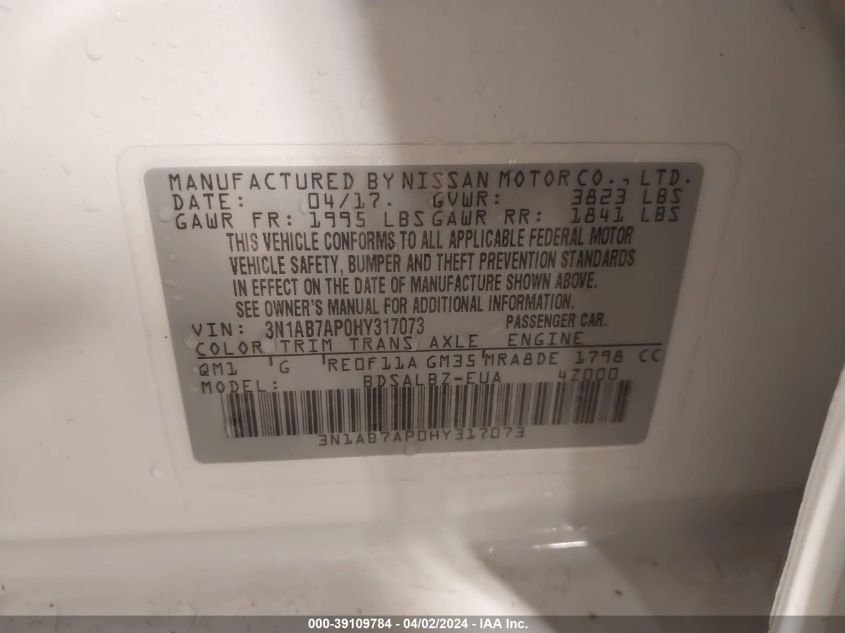 MANUFACTURED BY NISSAN MOTOR CO., LTD.
DATE: 04/17. GVWR: 3823 LBS
GAWR FR: 1995 LBS GAWR RR: 1841 LBS
THIS VEHICLE CONFORMS TO ALL APPLICABLE FEDERAL MOTOR
VEHICLE SAFETY, BUMPER AND THEFT PREVENTION STANDARDS
IN EFFECT ON THE DATE OF MANUFACTURE SHOWN ABOVE.
SEE OWNER'S MANUAL FOR ADDITIONAL INFORMATION.
VIN: 3N1AB7AP0HY317073 PASSENGER CAR.
COLOR TRIM TRANS AXLE ENGINE
QM1 G RE0F11A GM35 MRA8DE 1798 CC
MODEL: BDSALBZ-EUA 4Z000
3N1AB7AP0HY317073
000-39109784 - 04/02/2024 - IAA Inc.